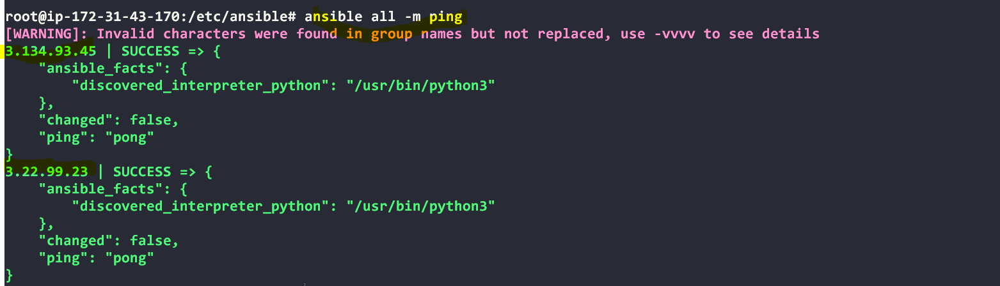 root@ip-172-31-43-170:/etc/ansible# ansible all -m ping
[WARNING]: Invalid characters were found in group names but not replaced, use -vvvv to see details
3.134.93.45 | SUCCESS => {
    "ansible_facts": {
        "discovered_interpreter_python": "/usr/bin/python3"
    },
    "changed": false,
    "ping": "pong"
}
3.22.99.23 | SUCCESS => {
    "ansible_facts": {
        "discovered_interpreter_python": "/usr/bin/python3"
    },
    "changed": false,
    "ping": "pong"
}